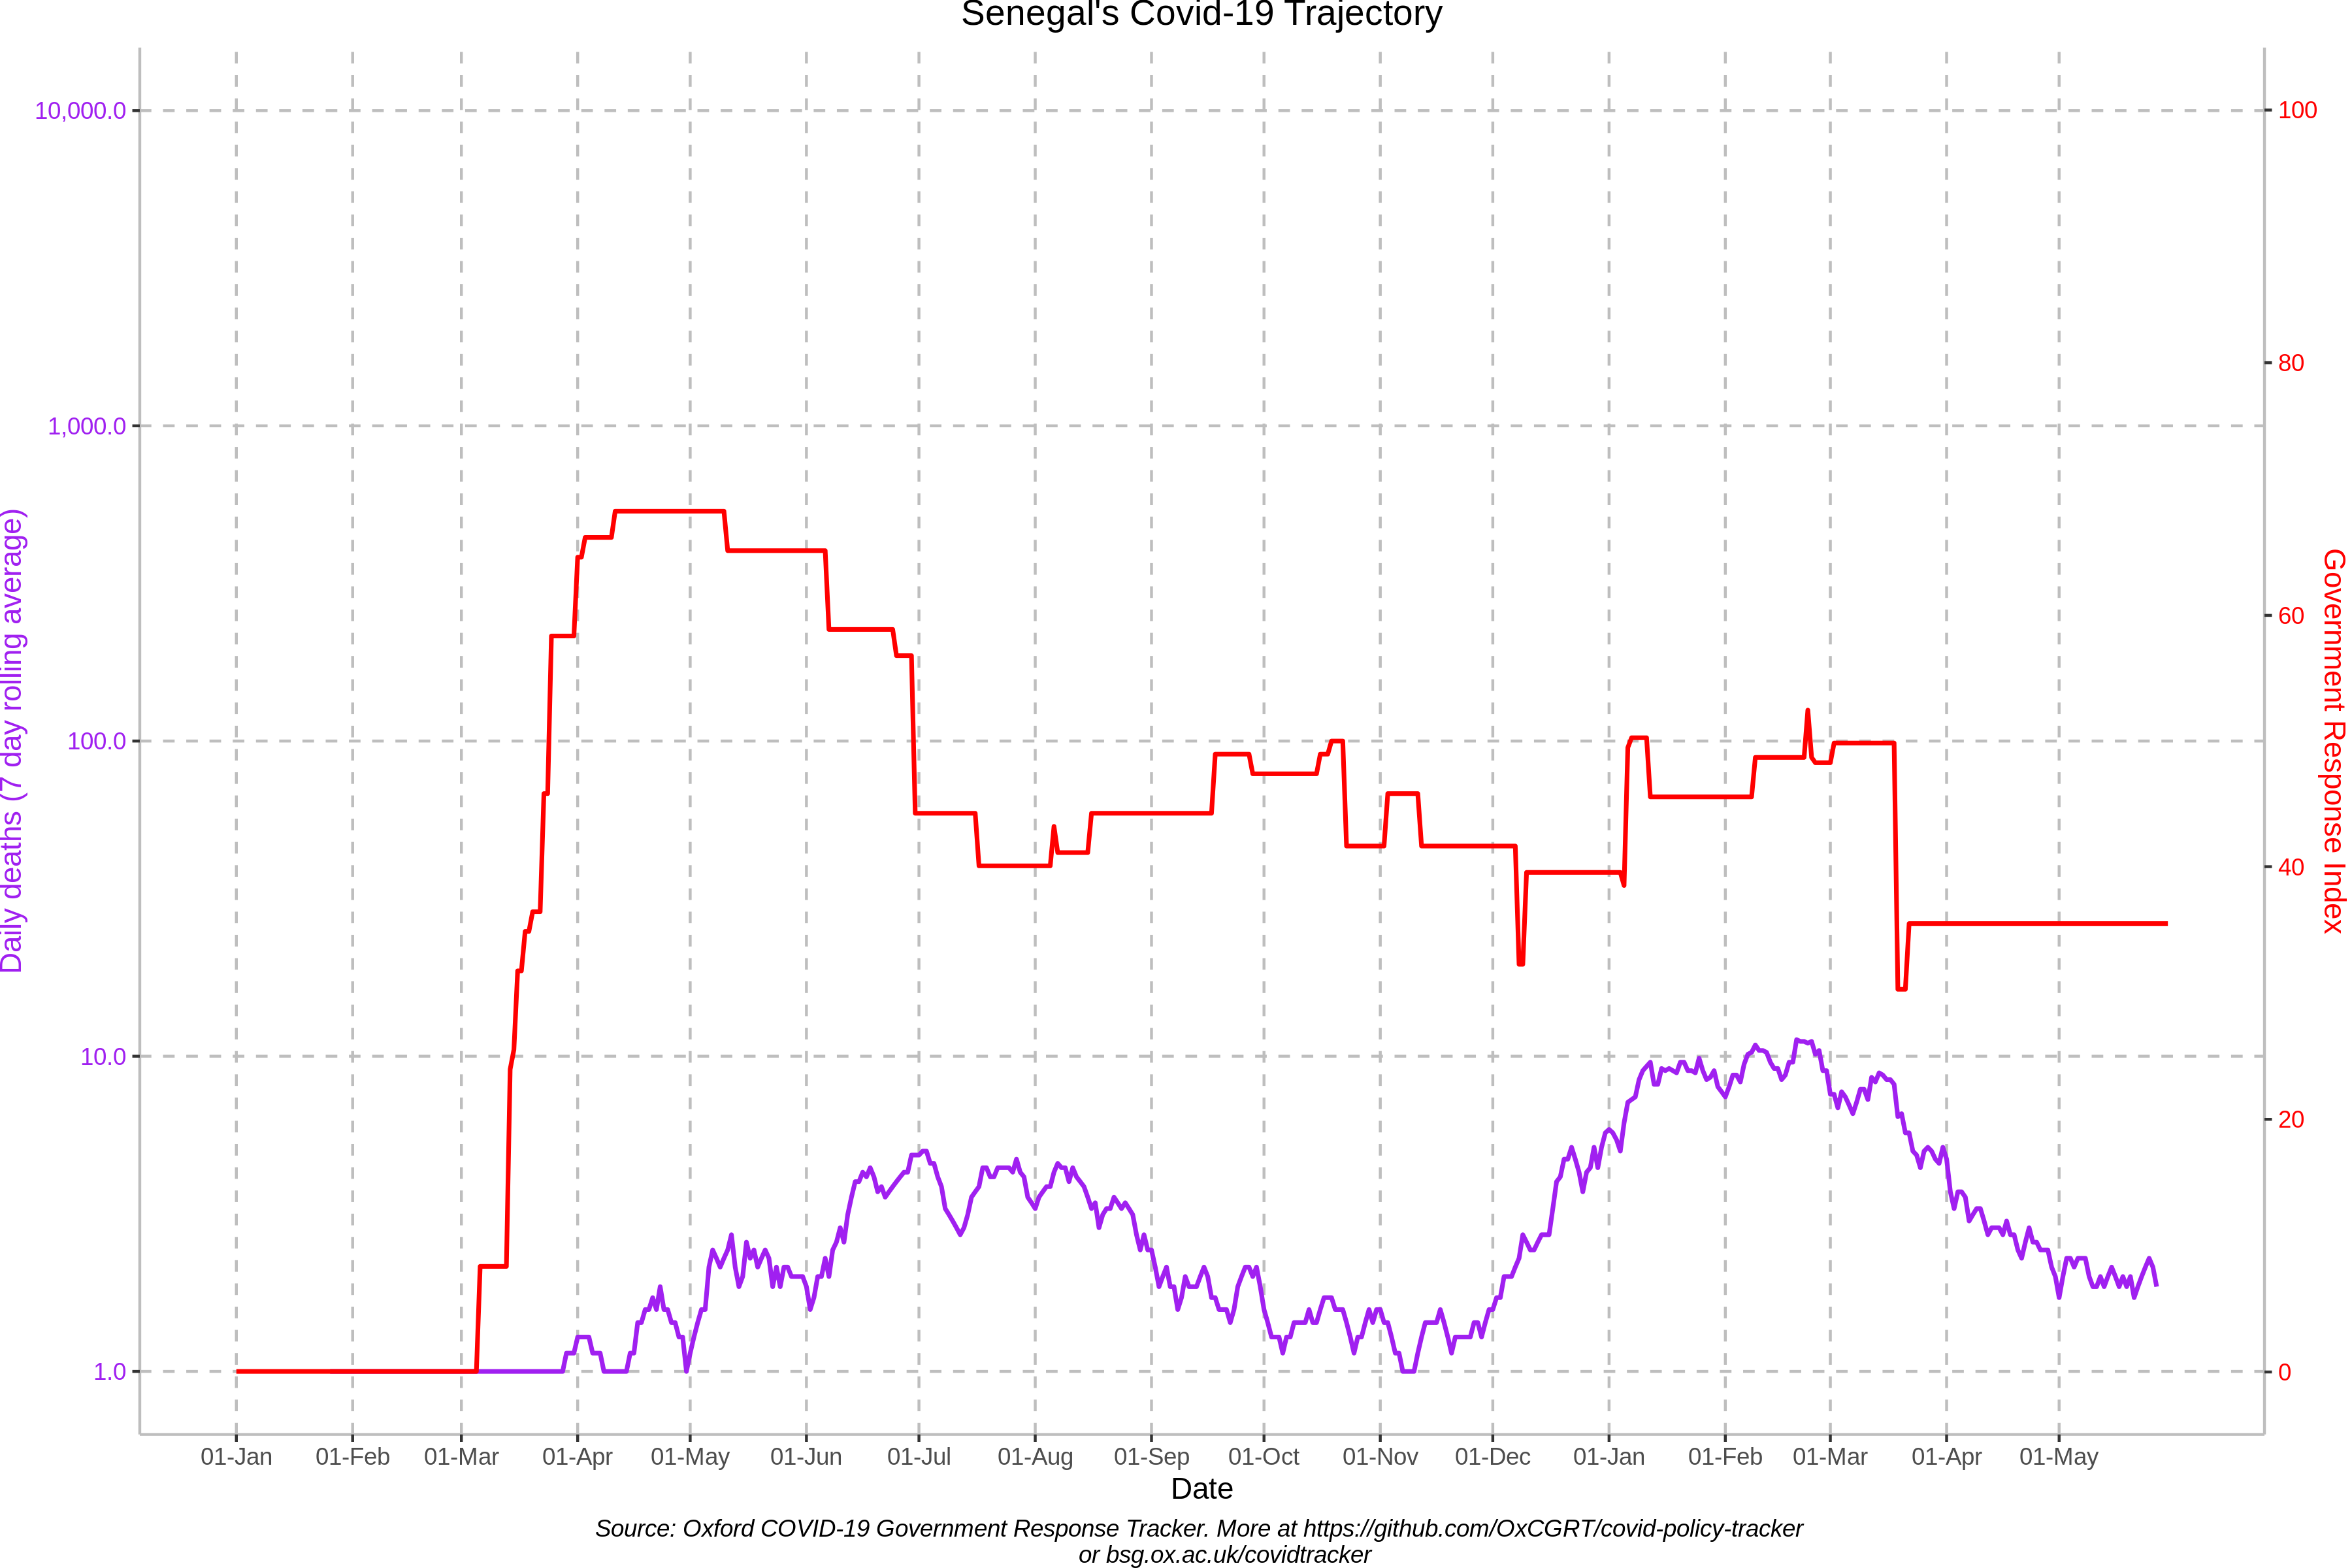 Senegal's Covid-19 Trajectory
10,000.0
1,000.0
100.0
10.0
1.0
Daily deaths (7 day rolling average)
100
80
60
40
20
0
Government Response Index
01-Jan 01-Feb 01-Mar 01-Apr 01-May 01-Jun 01-Jul 01-Aug 01-Sep 01-Oct 01-Nov 01-Dec 01-Jan 01-Feb 01-Mar 01-Apr 01-May
Date
Source: Oxford COVID-19 Government Response Tracker. More at https://github.com/OxCGRT/covid-policy-tracker
or bsg.ox.ac.uk/covidtracker